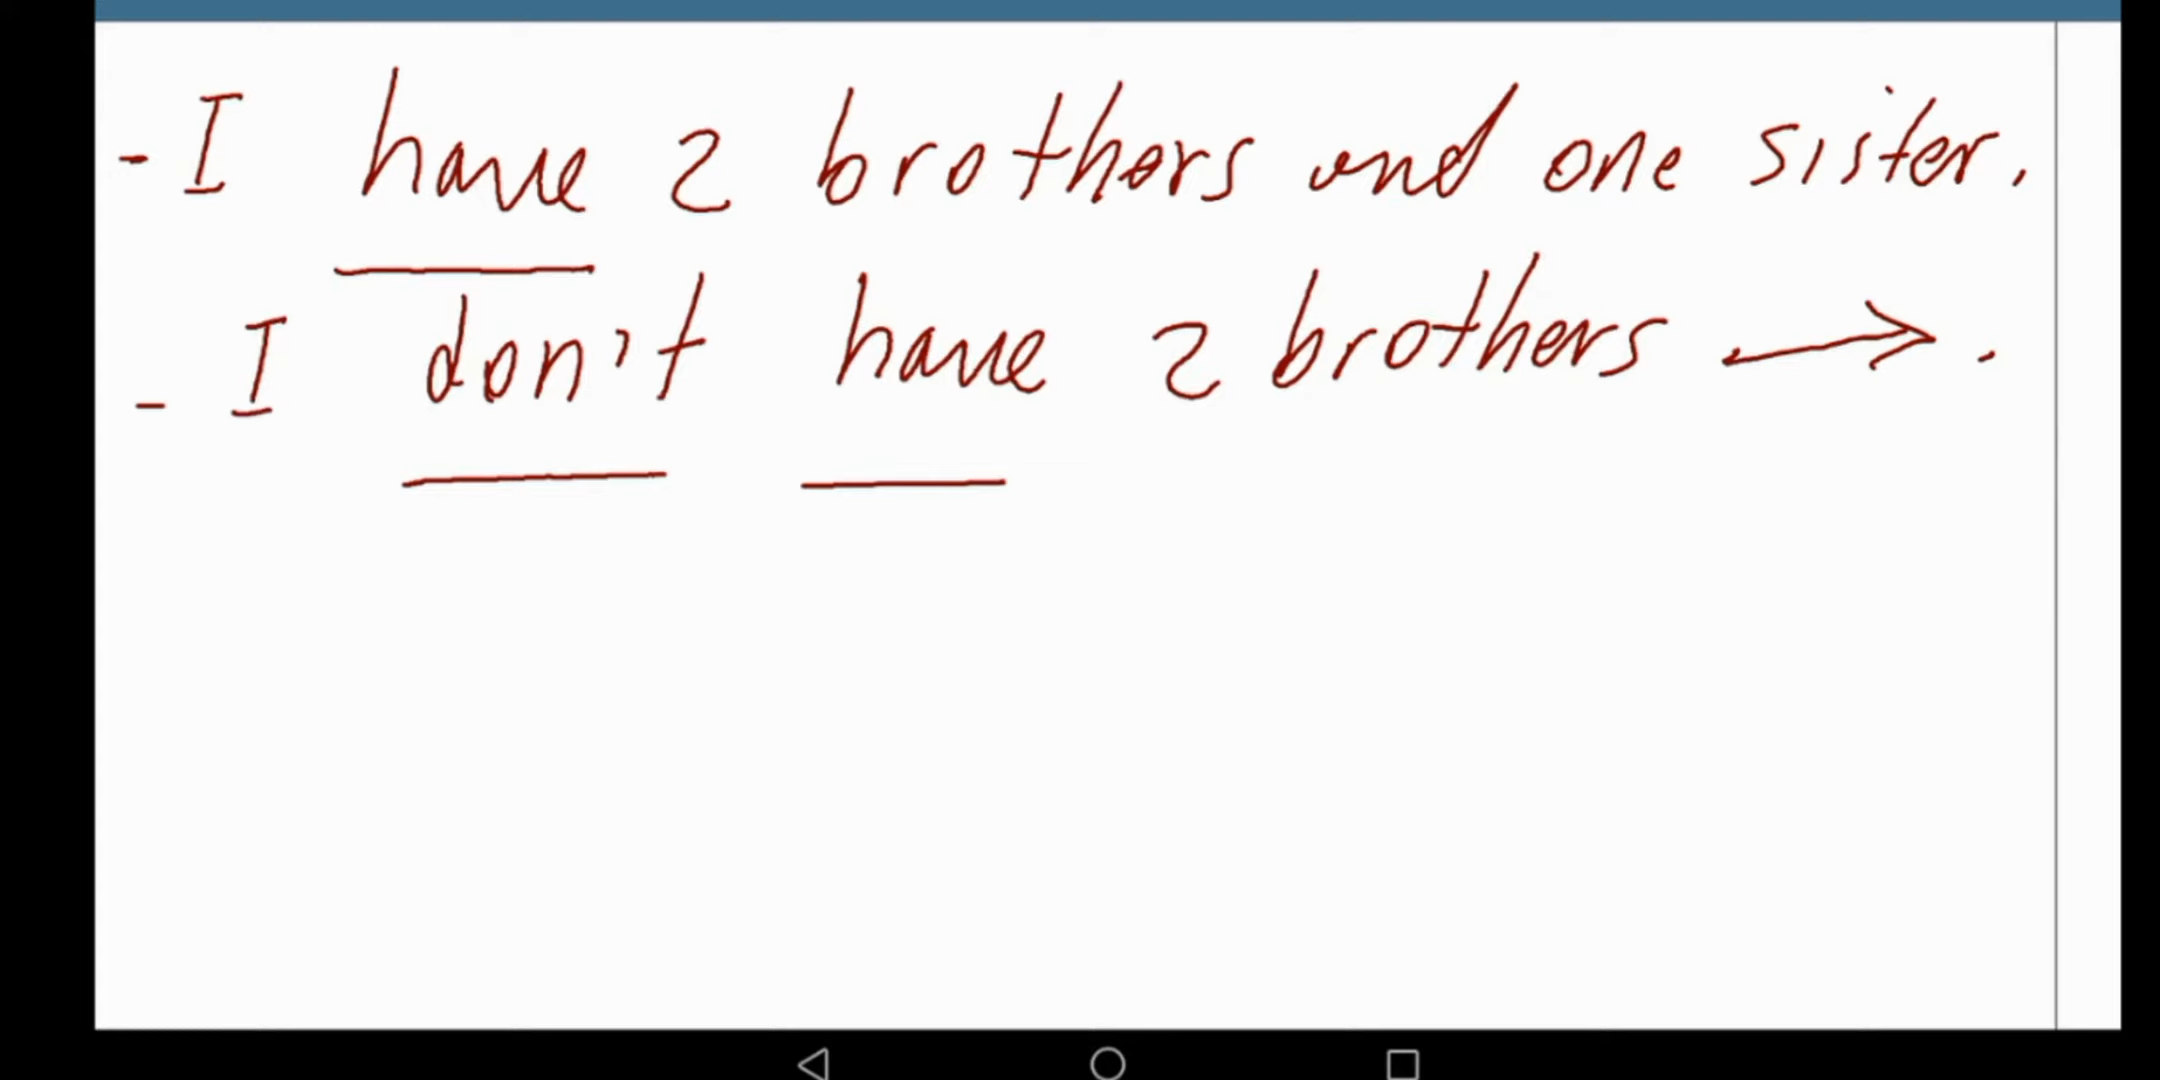 - I have 2 brothers and one sister.
- I don't have 2 brothers → .